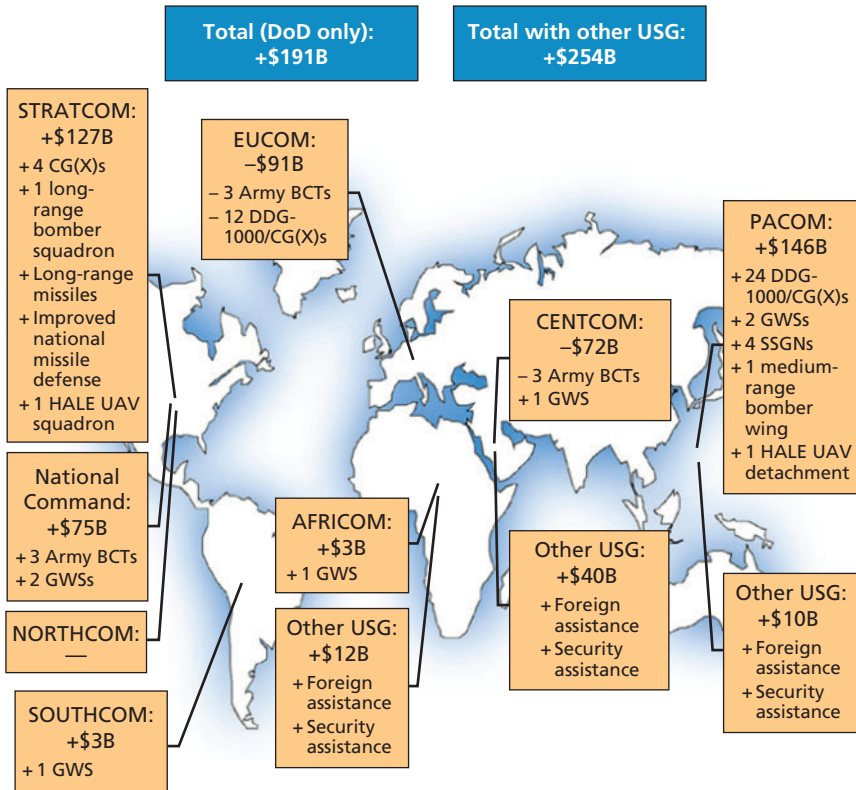 Total (DoD only):
+$191B
Total with other USG:
+$254B
STRATCOM:
+$127B
+ 4 CG(X)s
+ 1 long-
range
bomber
squadron
+ Long-range
missiles
+ Improved
national
missile
defense
+ 1 HALE UAV
squadron
EUCOM:
–$91B
– 3 Army BCTs
– 12 DDG-
1000/CG(X)s
PACOM:
+$146B
+ 24 DDG-
1000/CG(X)s
+ 2 GWSs
+ 4 SSGNs
+ 1 medium-
range
bomber
wing
+ 1 HALE UAV
detachment
CENTCOM:
–$72B
– 3 Army BCTs
+ 1 GWS
National
Command:
+$75B
+ 3 Army BCTs
+ 2 GWSs
AFRICOM:
+$3B
+ 1 GWS
Other USG:
+$40B
+ Foreign
assistance
+ Security
assistance
Other USG:
+$10B
+ Foreign
assistance
+ Security
assistance
NORTHCOM:
—
Other USG:
+$12B
+ Foreign
assistance
+ Security
assistance
SOUTHCOM:
+$3B
+ 1 GWS